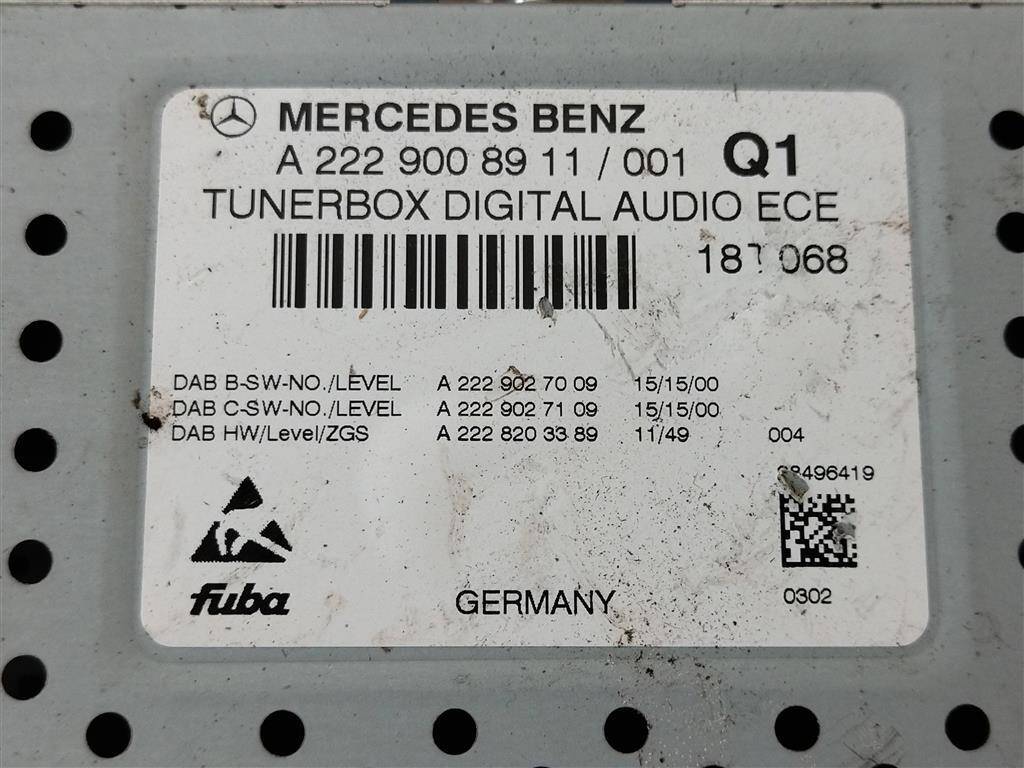 MERCEDES BENZ
A 222 900 89 11 / 001 Q1
TUNERBOX DIGITAL AUDIO ECE
DAB B-SW-NO./LEVEL A 222 902 70 09 15/15/00
DAB C-SW-NO./LEVEL A 222 902 71 09 15/15/00
DAB HW/Level/ZGS A 222 820 33 89 11/49 004
fuba
GERMANY
0302